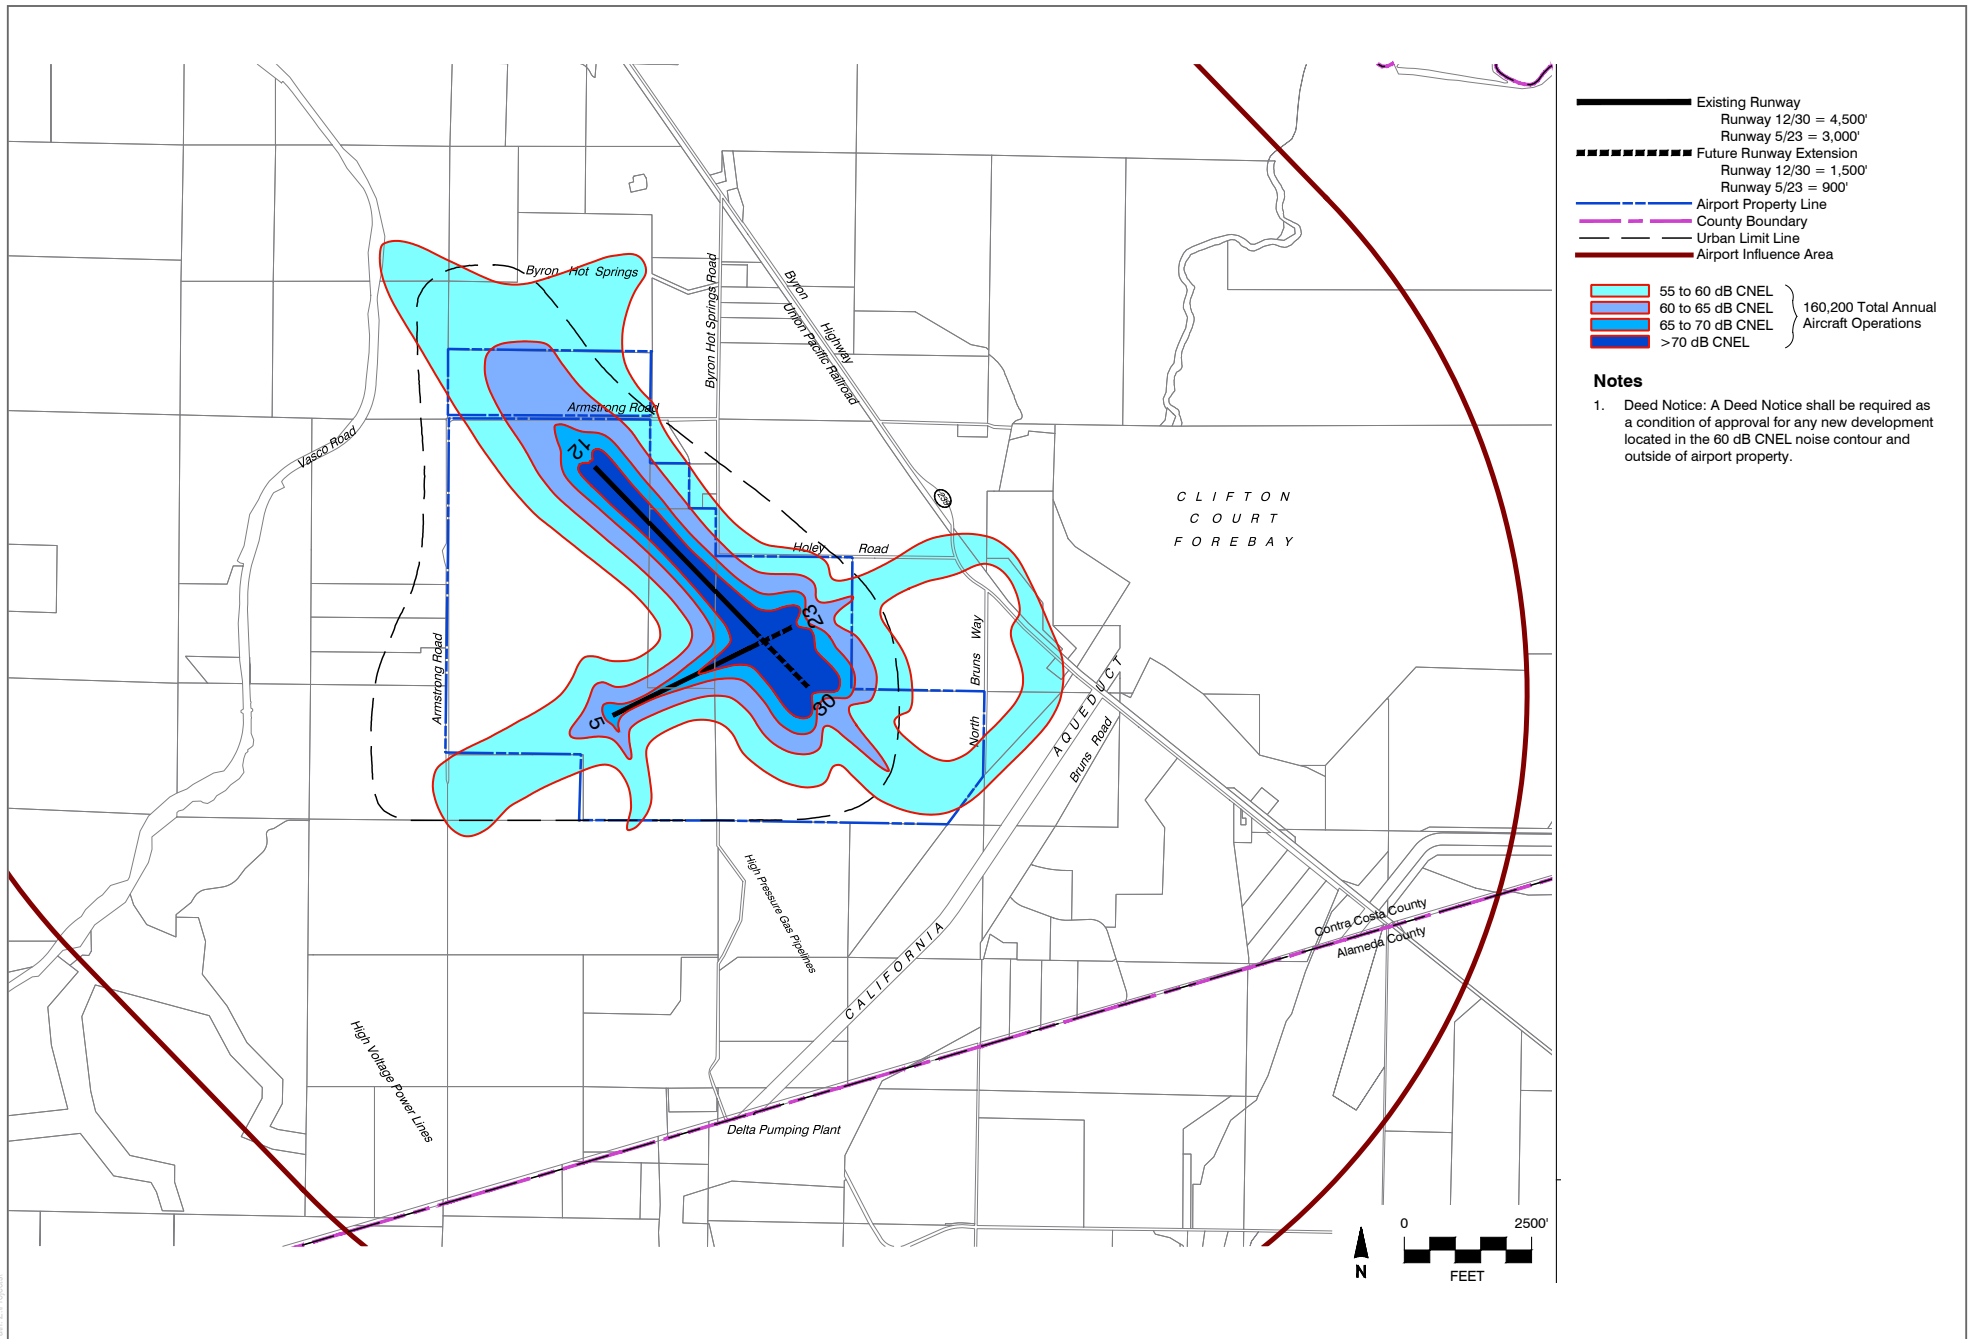 Existing Runway
Runway 12/30 = 4,500'
Runway 5/23 = 3,000'
Future Runway Extension
Runway 12/30 = 1,500'
Runway 5/23 = 900'
Airport Property Line
County Boundary
Urban Limit Line
Airport Influence Area
55 to 60 dB CNEL
60 to 65 dB CNEL
65 to 70 dB CNEL
>70 dB CNEL
160,200 Total Annual
Aircraft Operations
Notes
1. Deed Notice: A Deed Notice shall be required as
a condition of approval for any new development
located in the 60 dB CNEL noise contour and
outside of airport property.
Byron Hot Springs
Byron Hot Springs Road
Byron Highway
Union Pacific Railroad
Armstrong Road
Vasco Road
12
239
CLIFTON
COURT
FOREBAY
Holey Road
23
Armstrong Road
North Bruns Way
5
30
CALIFORNIA AQUEDUCT
Bruns Road
High Pressure Gas Pipelines
Contra Costa County
Alameda County
High Voltage Power Lines
Delta Pumping Plant
0 2500'
FEET
N